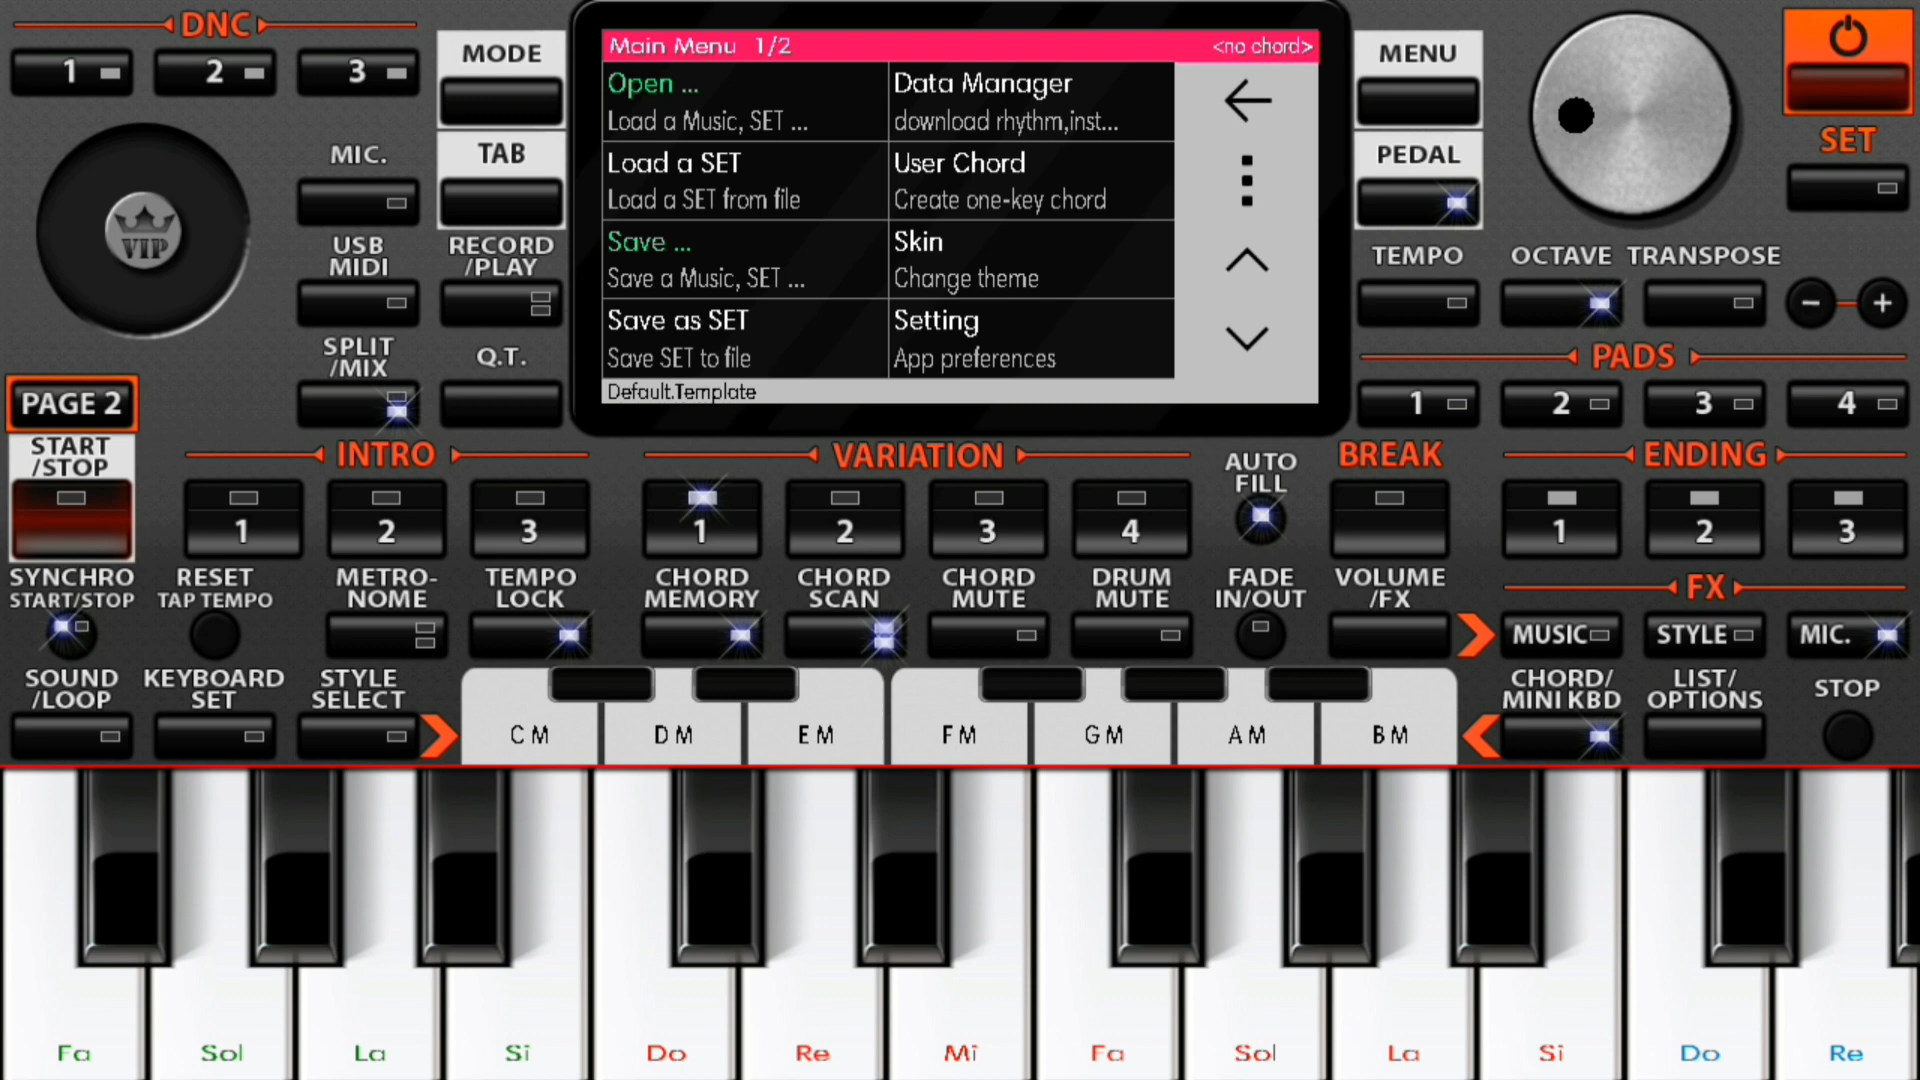 DNC
1
2
3
MODE
TAB
MIC.
USB
MIDI
RECORD
/PLAY
SPLIT
/MIX
Q.T.
VIP
PAGE 2
START
/STOP
Main Menu 1/2
<no chord>
Open ...
Load a Music, SET ...
Data Manager
download rhythm,inst...
Load a SET
Load a SET from file
User Chord
Create one-key chord
Save ...
Save a Music, SET ...
Skin
Change theme
Save as SET
Save SET to file
Setting
App preferences
Default.Template
MENU
PEDAL
SET
TEMPO
OCTAVE
TRANSPOSE
PADS
1
2
3
4
INTRO
1
2
3
VARIATION
1
2
3
4
AUTO
FILL
BREAK
ENDING
1
2
3
SYNCHRO
START/STOP
RESET
TAP TEMPO
METRO-
NOME
TEMPO
LOCK
CHORD
MEMORY
CHORD
SCAN
CHORD
MUTE
DRUM
MUTE
FADE
IN/OUT
VOLUME
/FX
FX
MUSIC
STYLE
MIC.
SOUND
/LOOP
KEYBOARD
SET
STYLE
SELECT
C M
D M
E M
F M
G M
A M
B M
CHORD/
MINI KBD
LIST/
OPTIONS
STOP
Fa
Sol
La
Si
Do
Re
Mi
Fa
Sol
La
Si
Do
Re